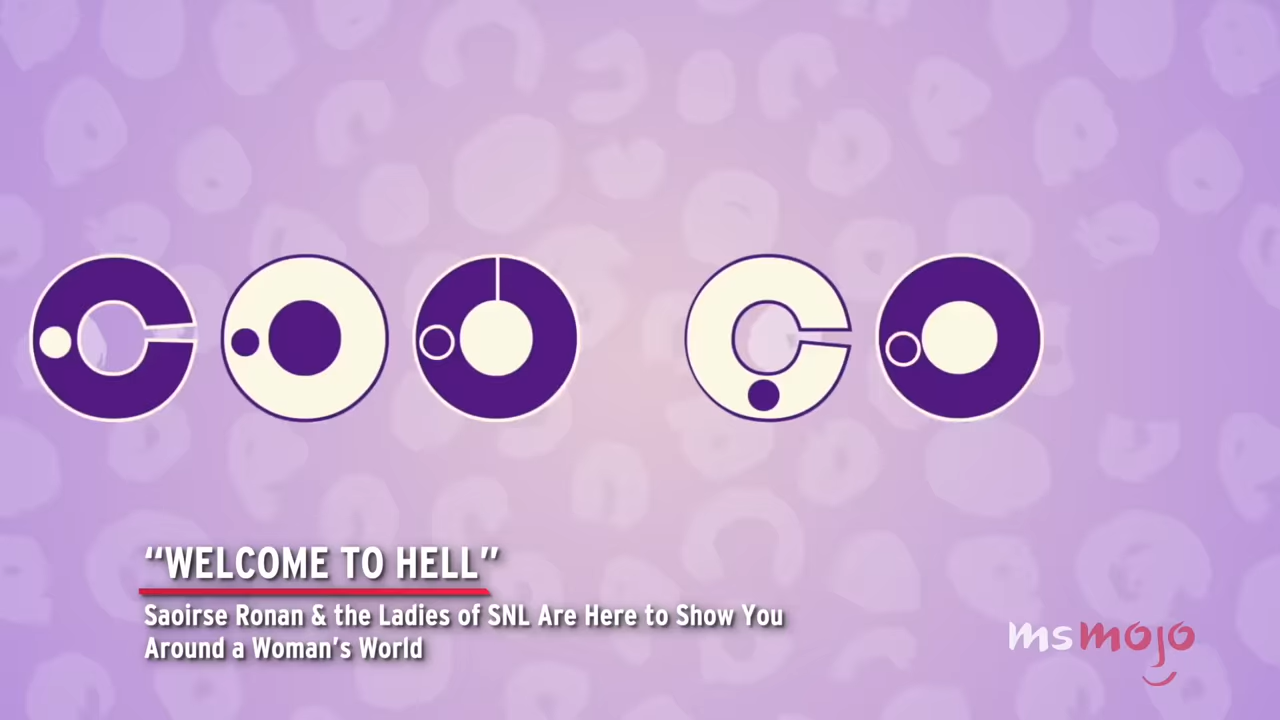 “WELCOME TO HELL”
Saoirse Ronan & the Ladies of SNL Are Here to Show You
Around a Woman’s World
msmojo